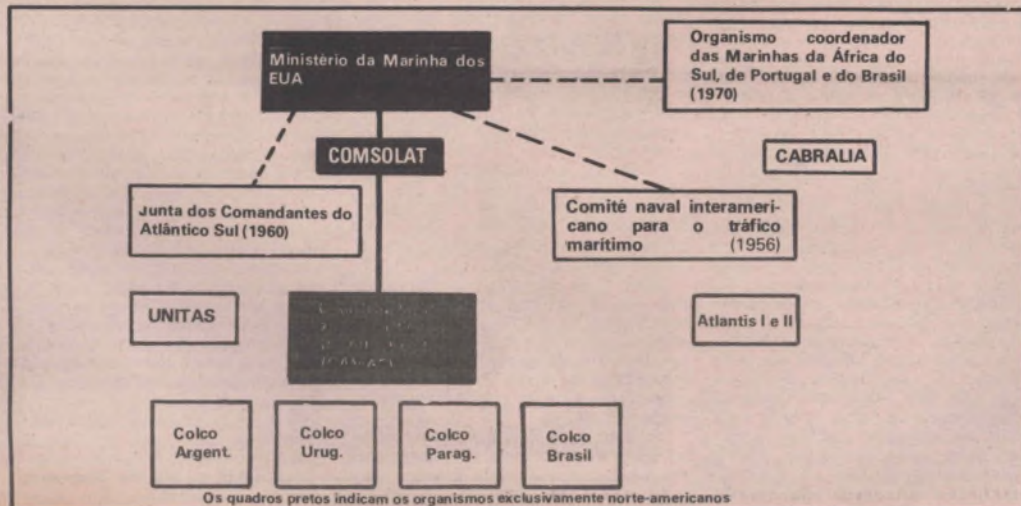 Ministério da Marinha dos
EUA
Organismo coordenador
das Marinhas da África do
Sul, de Portugal e do Brasil
(1970)
COMSOLAT
CABRALIA
Junta dos Comandantes do
Atlântico Sul (1960)
Comité naval interameri-
cano para o tráfico
marítimo (1956)
UNITAS
Atlantis I e II
Colco
Argent.
Colco
Urug.
Colco
Parag.
Colco
Brasil
Os quadros pretos indicam os organismos exclusivamente norte-americanos